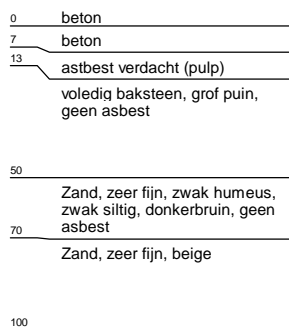 0 beton
7 beton
13 astbest verdacht (pulp)
voledig baksteen, grof puin,
geen asbest
50
Zand, zeer fijn, zwak humeus,
zwak siltig, donkerbruin, geen
asbest
70
Zand, zeer fijn, beige
100